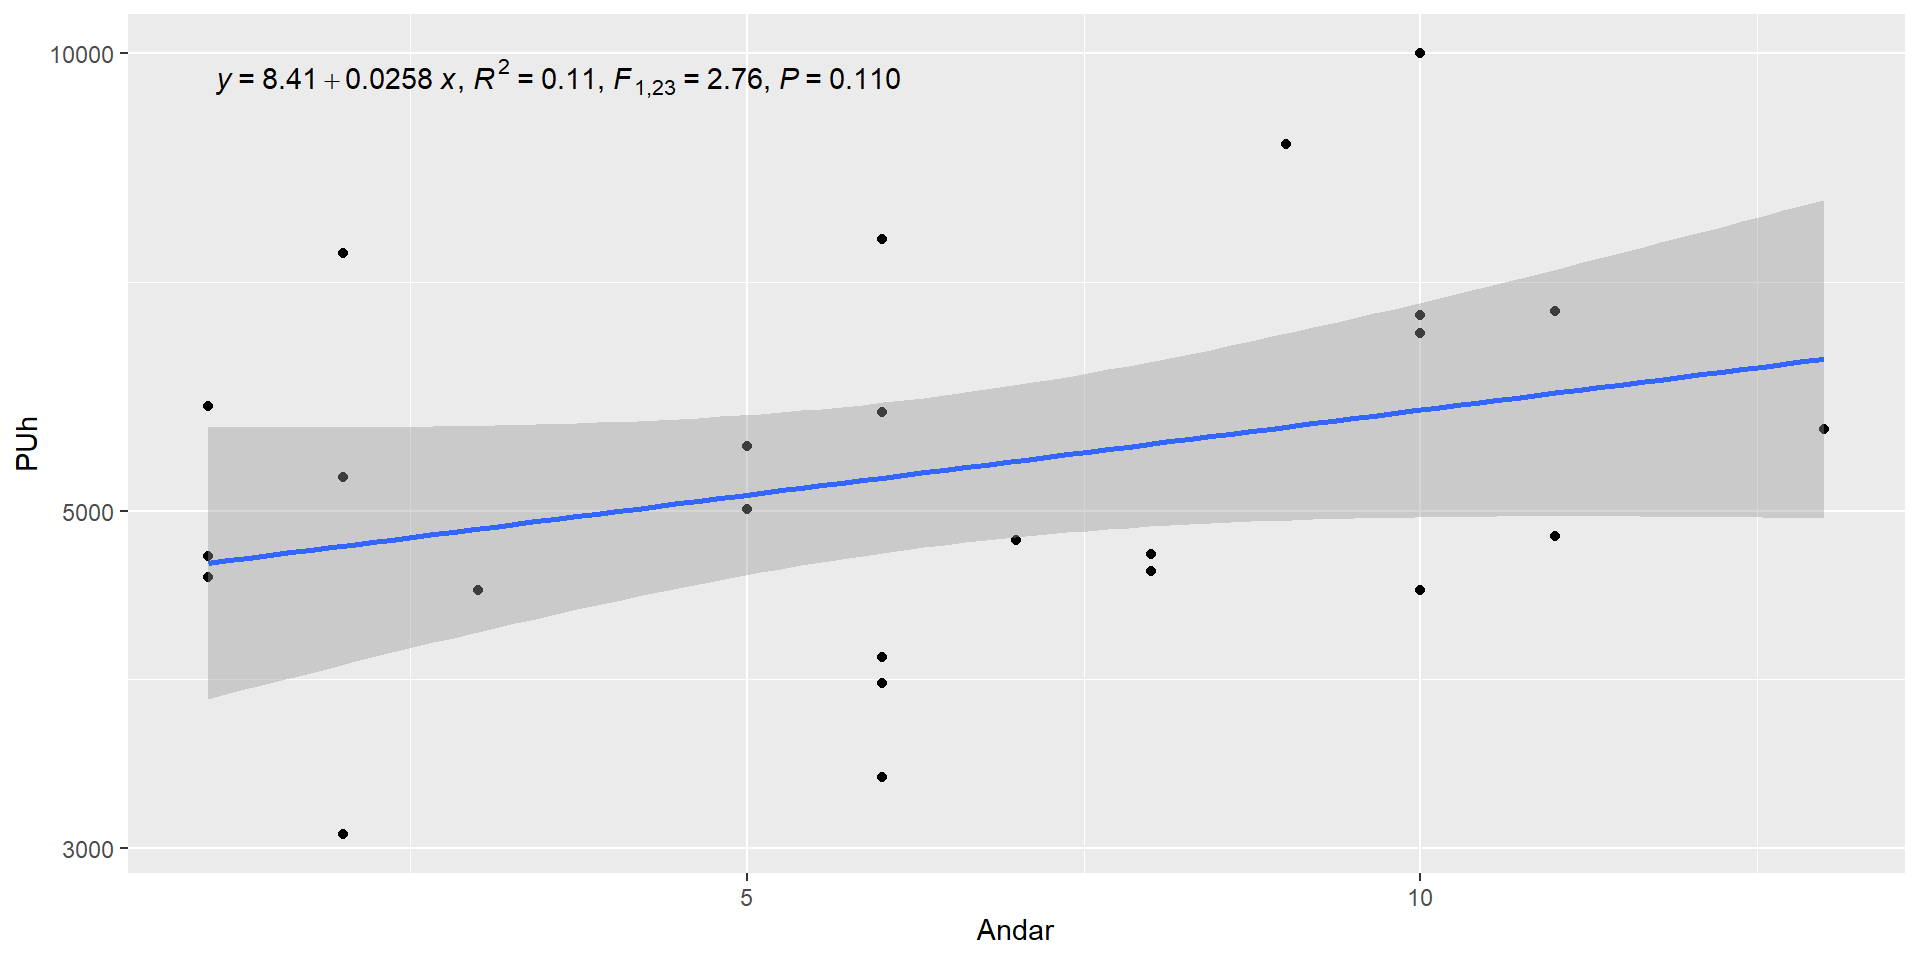 10000
y = 8.41 + 0.0258 x, R² = 0.11, F₁,₂₃ = 2.76, P = 0.110
PUh
5000
3000
5 10
Andar